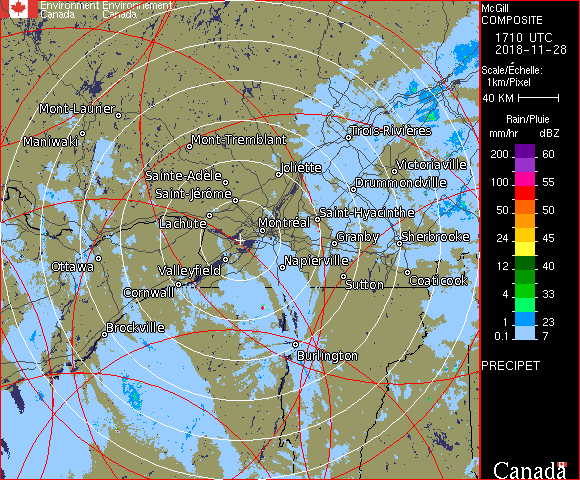 Environment Environnement
Canada Canada
McGill
COMPOSITE
1710 UTC
2018-11-28
Scale/Échelle:
1km/Pixel
40 KM
Rain/Pluie
mm/hr dBZ
200 60
100 55
50 50
24 45
12 40
4 33
1 23
0.1 7
PRECIPET
Canada
Mont-Laurier
Maniwaki
Mont-Tremblant
Trois-Rivières
Joliette
Victoriaville
Sainte-Adèle
Drummondville
Saint-Jérôme
Saint-Hyacinthe
Lachute
Montréal
Granby
Sherbrooke
Ottawa
Valleyfield
Napierville
Sutton
Coaticook
Cornwall
Brockville
Burlington